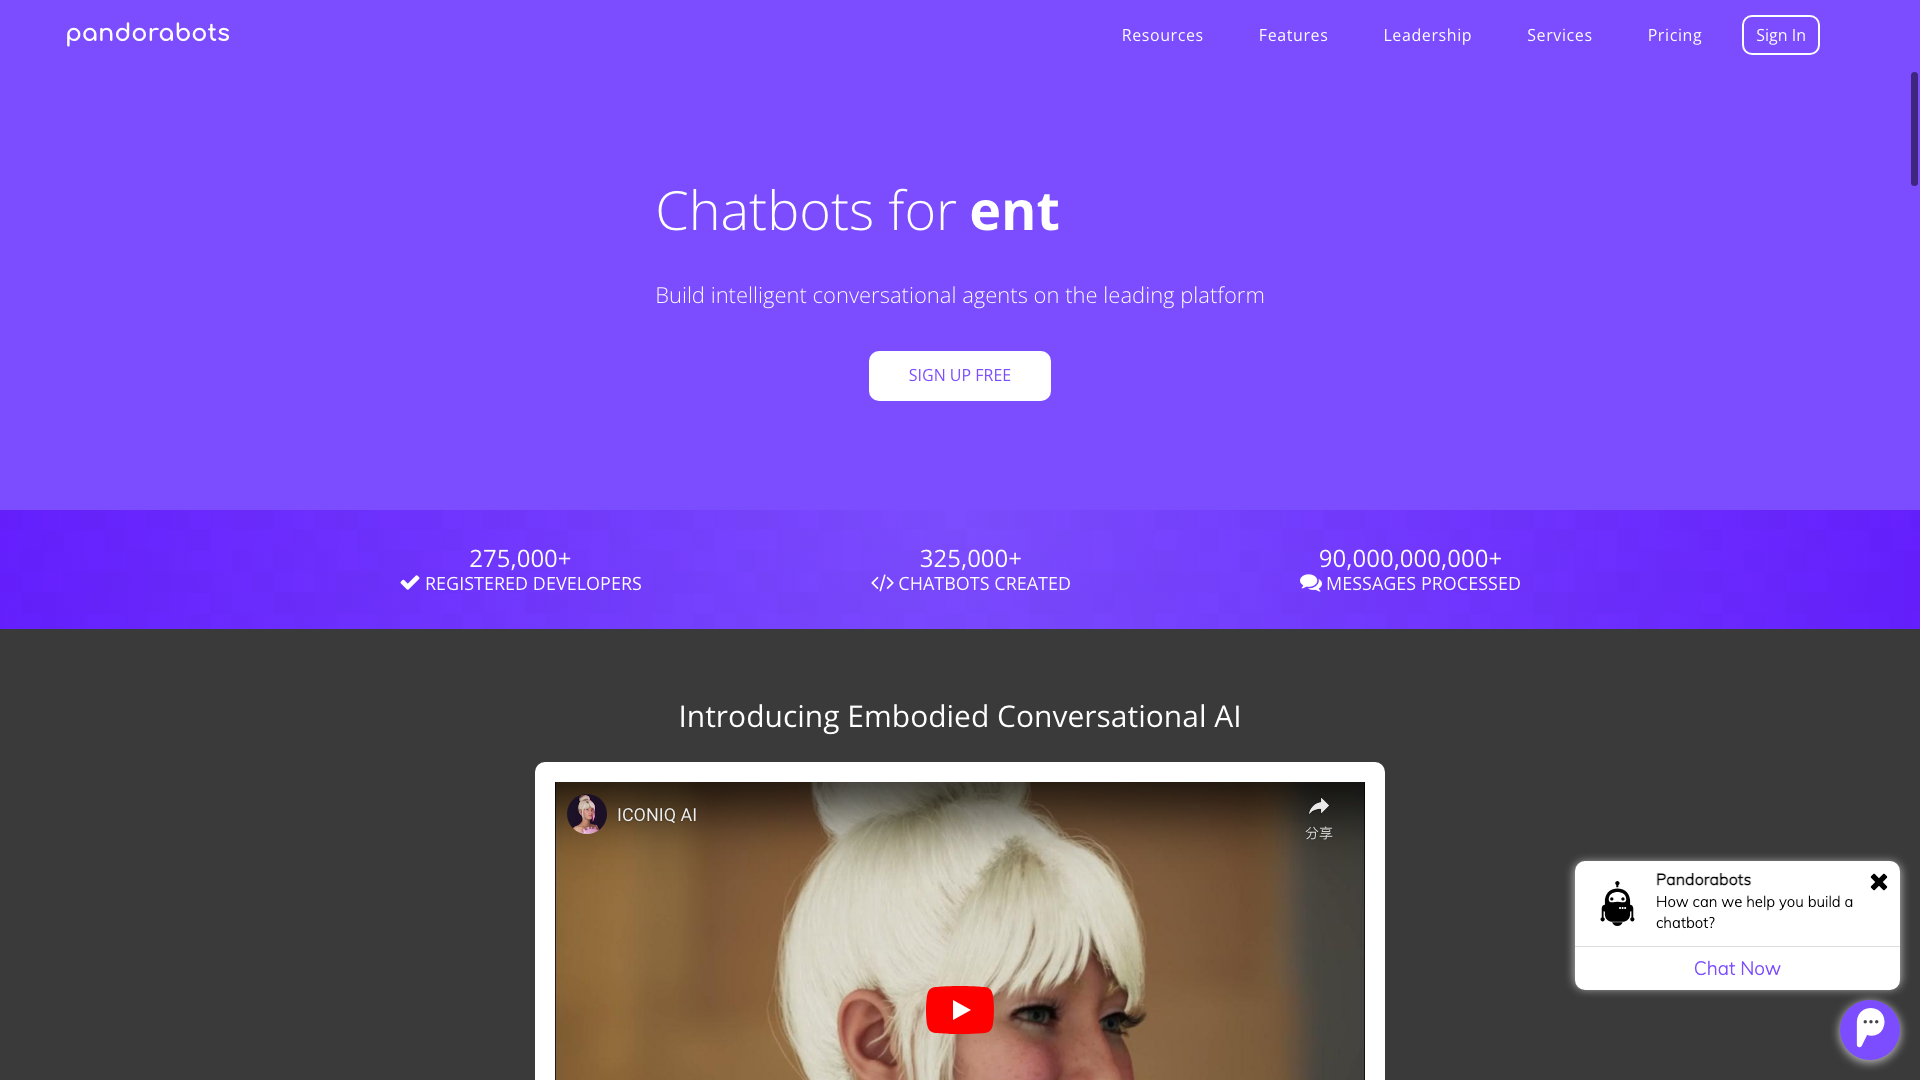 pandorabots
Resources
Features
Leadership
Services
Pricing
Sign In
Chatbots for ent
Build intelligent conversational agents on the leading platform
SIGN UP FREE
275,000+
REGISTERED DEVELOPERS
325,000+
CHATBOTS CREATED
90,000,000,000+
MESSAGES PROCESSED
Introducing Embodied Conversational AI
ICONIQ AI
分享
Pandorabots
How can we help you build a
chatbot?
Chat Now